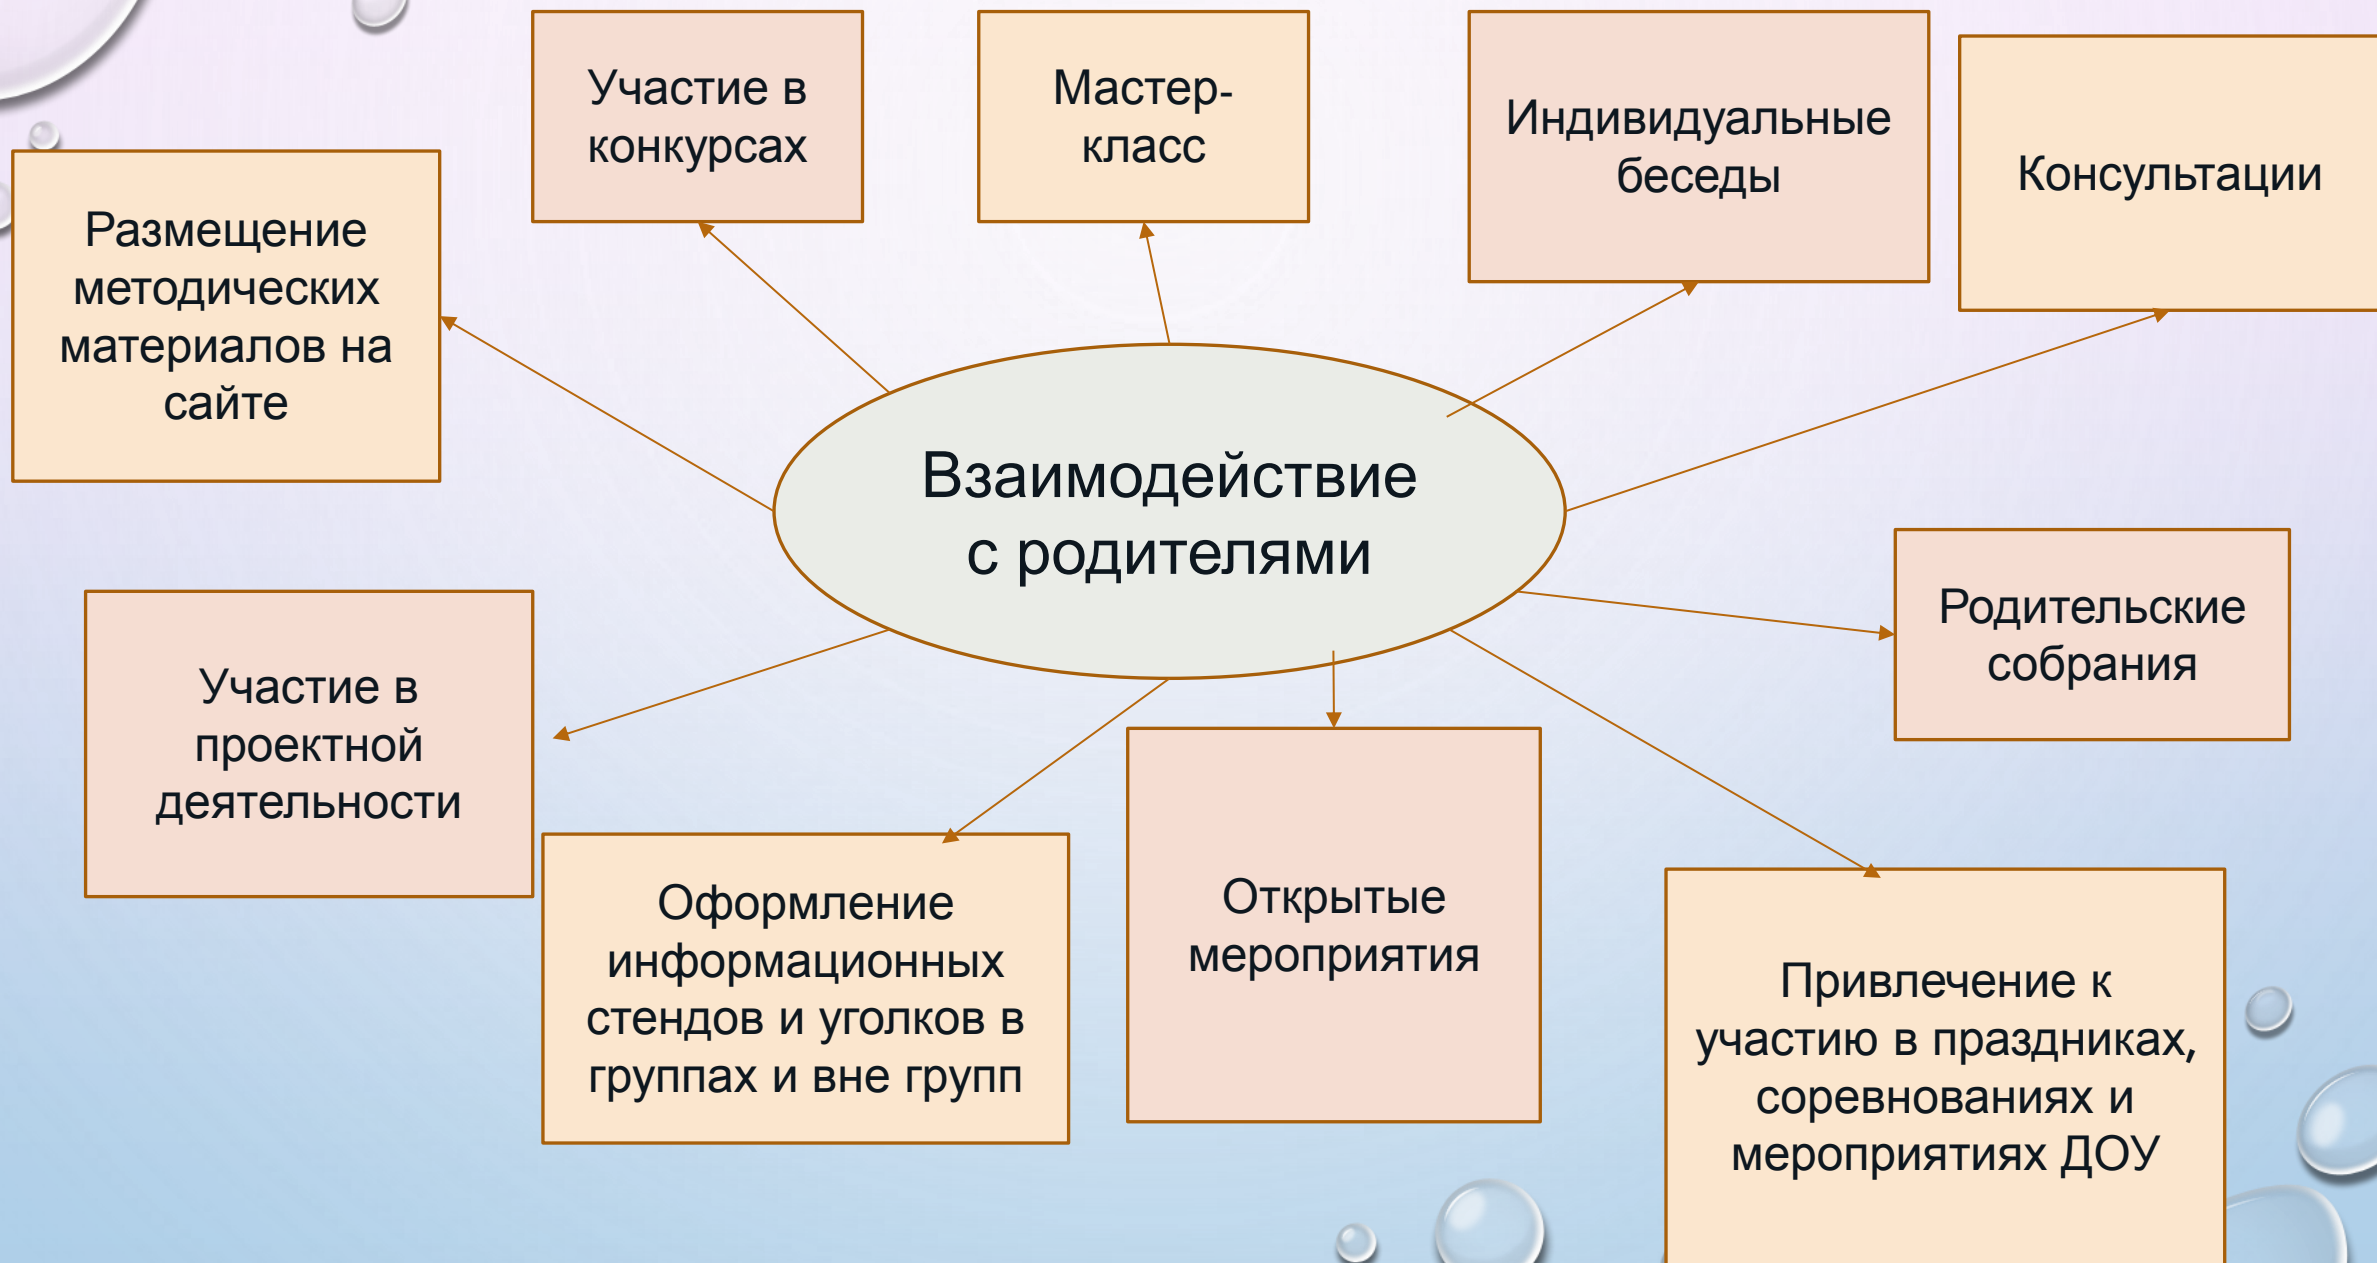 Участие в
конкурсах
Мастер-
класс
Индивидуальные
беседы
Консультации
Размещение
методических
материалов на
сайте
Взаимодействие
с родителями
Родительские
собрания
Участие в
проектной
деятельности
Оформление
информационных
стендов и уголков в
группах и вне групп
Открытые
мероприятия
Привлечение к
участию в праздниках,
соревнованиях и
мероприятиях ДОУ